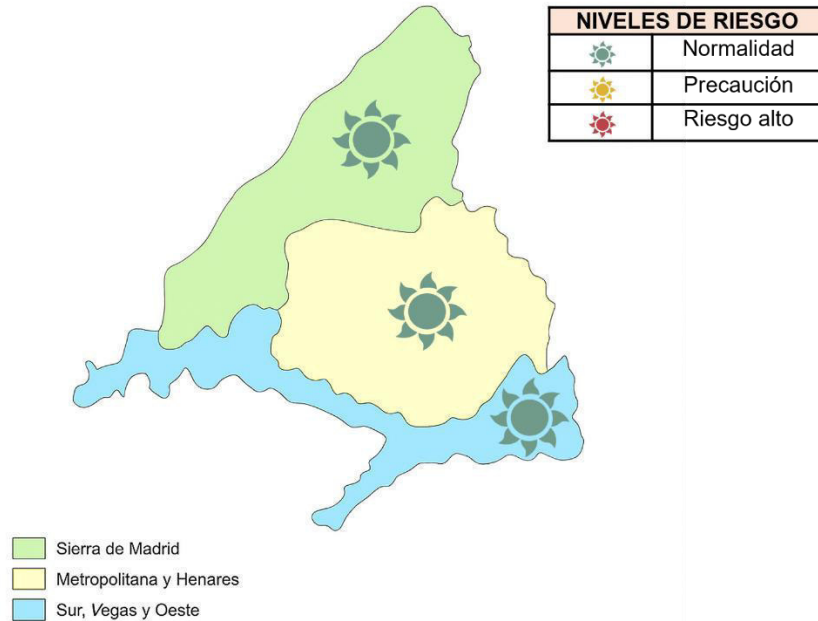 NIVELES DE RIESGO
Normalidad
Precaución
Riesgo alto
Sierra de Madrid
Metropolitana y Henares
Sur, Vegas y Oeste